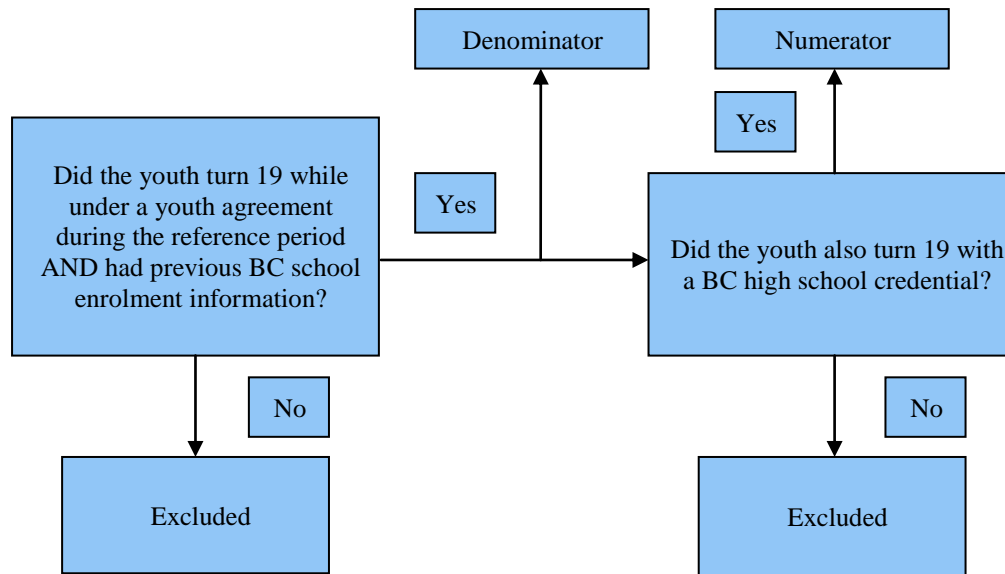 Denominator
Numerator
Yes
Did the youth turn 19 while
under a youth agreement
during the reference period
AND had previous BC school
enrolment information?
Yes
Did the youth also turn 19 with
a BC high school credential?
No
No
Excluded
Excluded